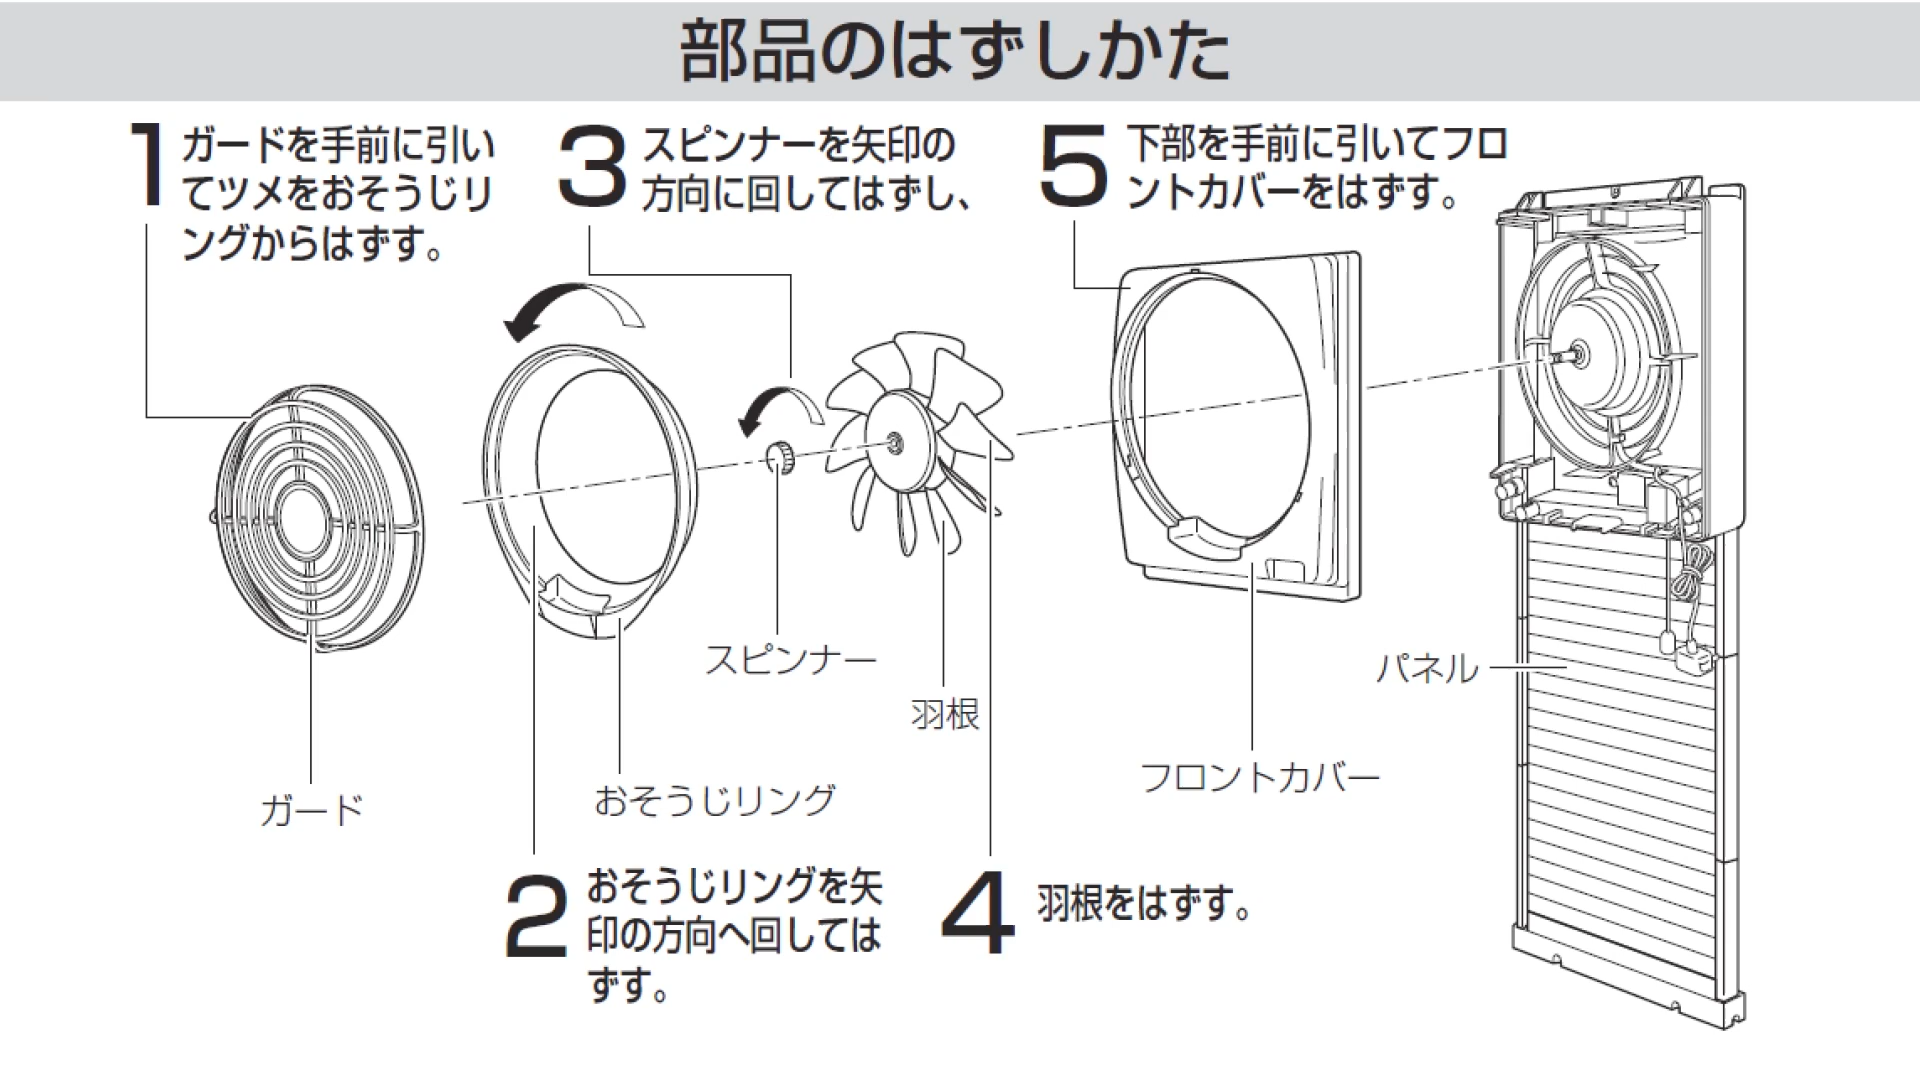 部品のはずしかた
1 ガードを手前に引い
てツメをおそうじリ
ングからはずす。
3 スピンナーを矢印の
方向に回してはずし、
5 下部を手前に引いてフロ
ントカバーをはずす。
スピンナー
羽根
パネル
フロントカバー
ガード
おそうじリング
2 おそうじリングを矢
印の方向へ回しては
ずす。
4 羽根をはずす。